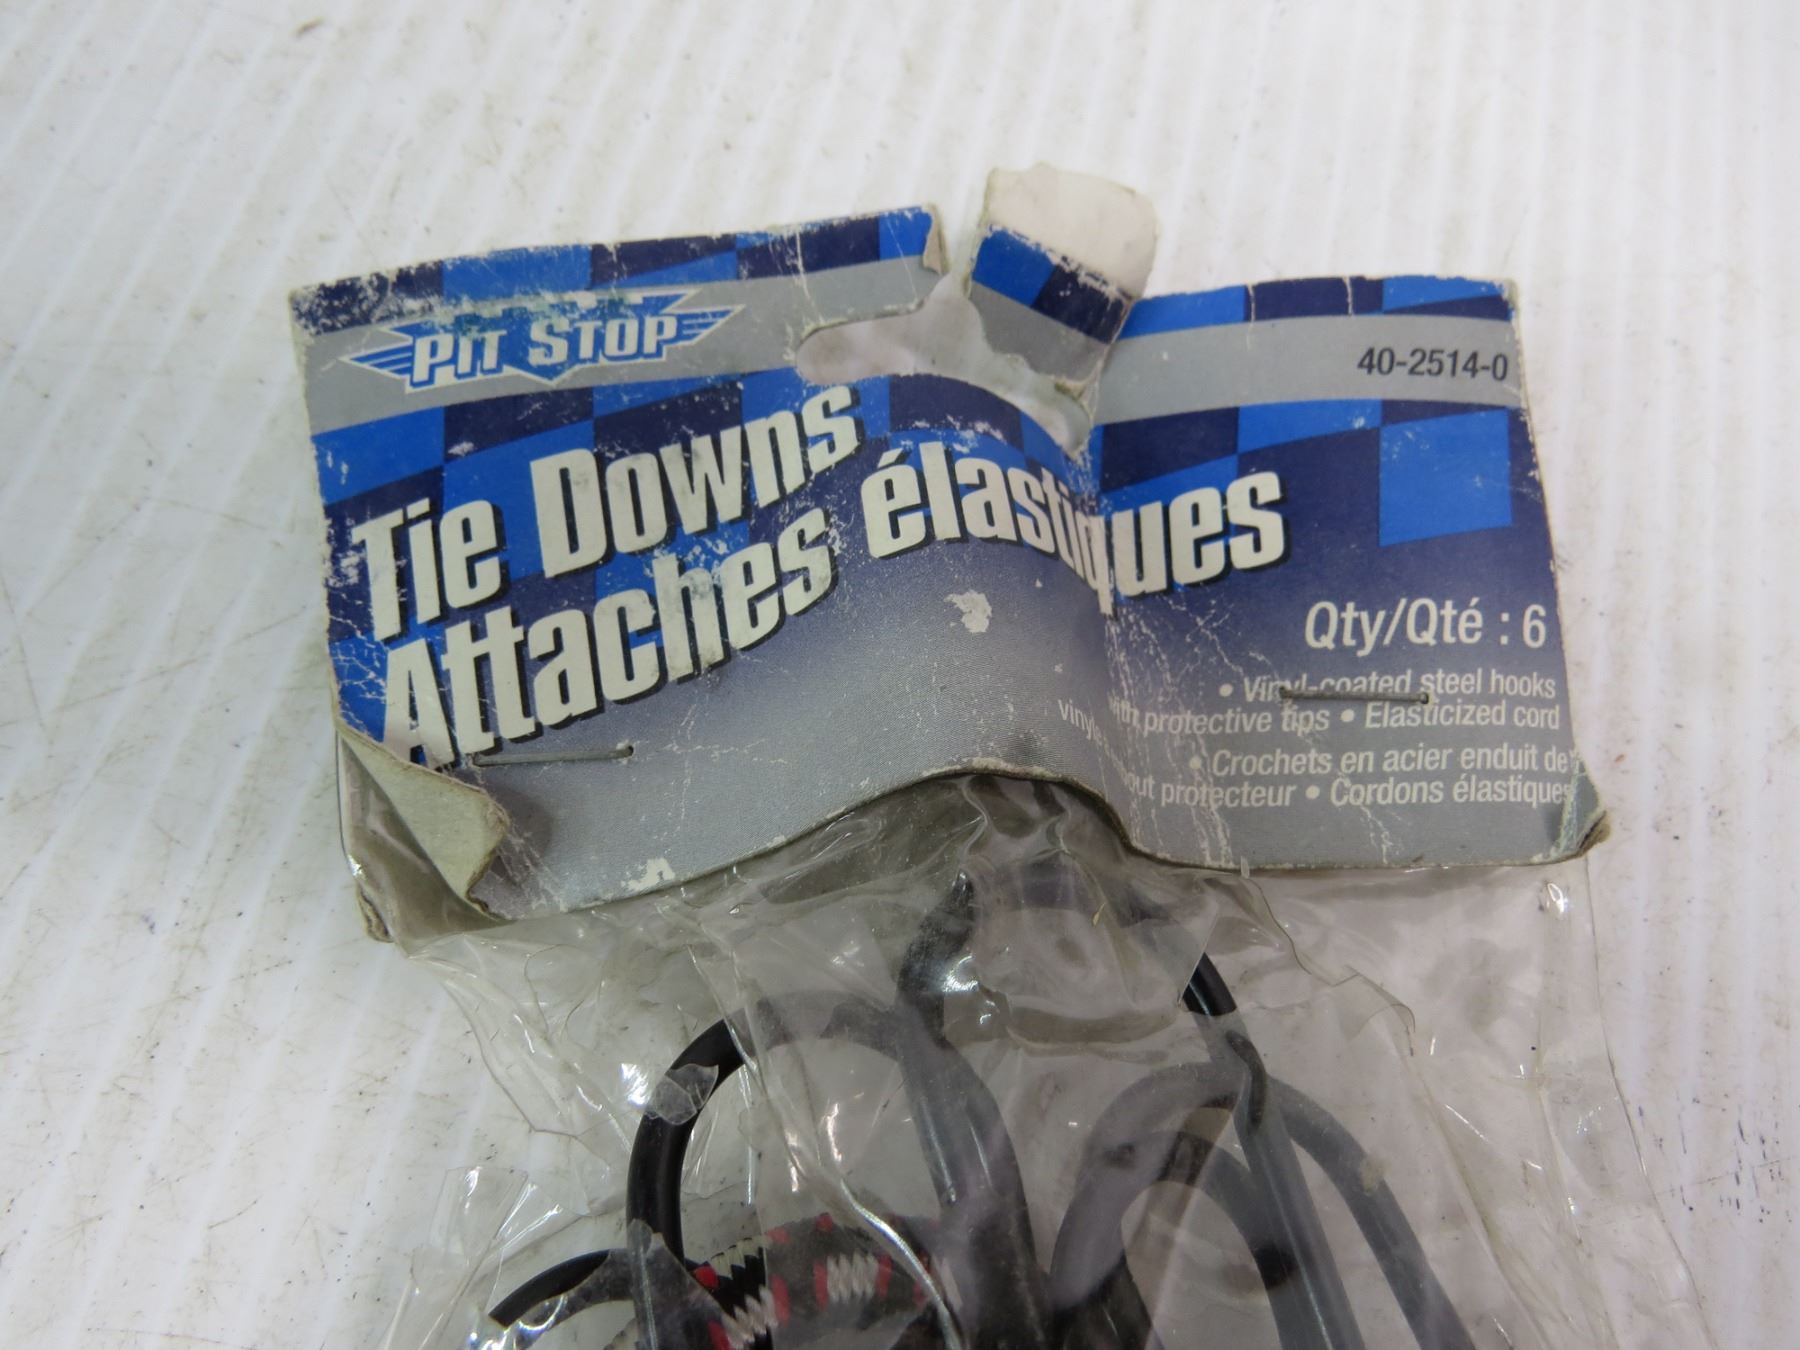 PIT STOP
40-2514-0
Tie Downs
Attaches élastiques
Qty/Qté : 6
• Vinyl-coated steel hooks
with protective tips • Elasticized cord
• Crochets en acier enduit de
vinyle protecteur • Cordons élastiques